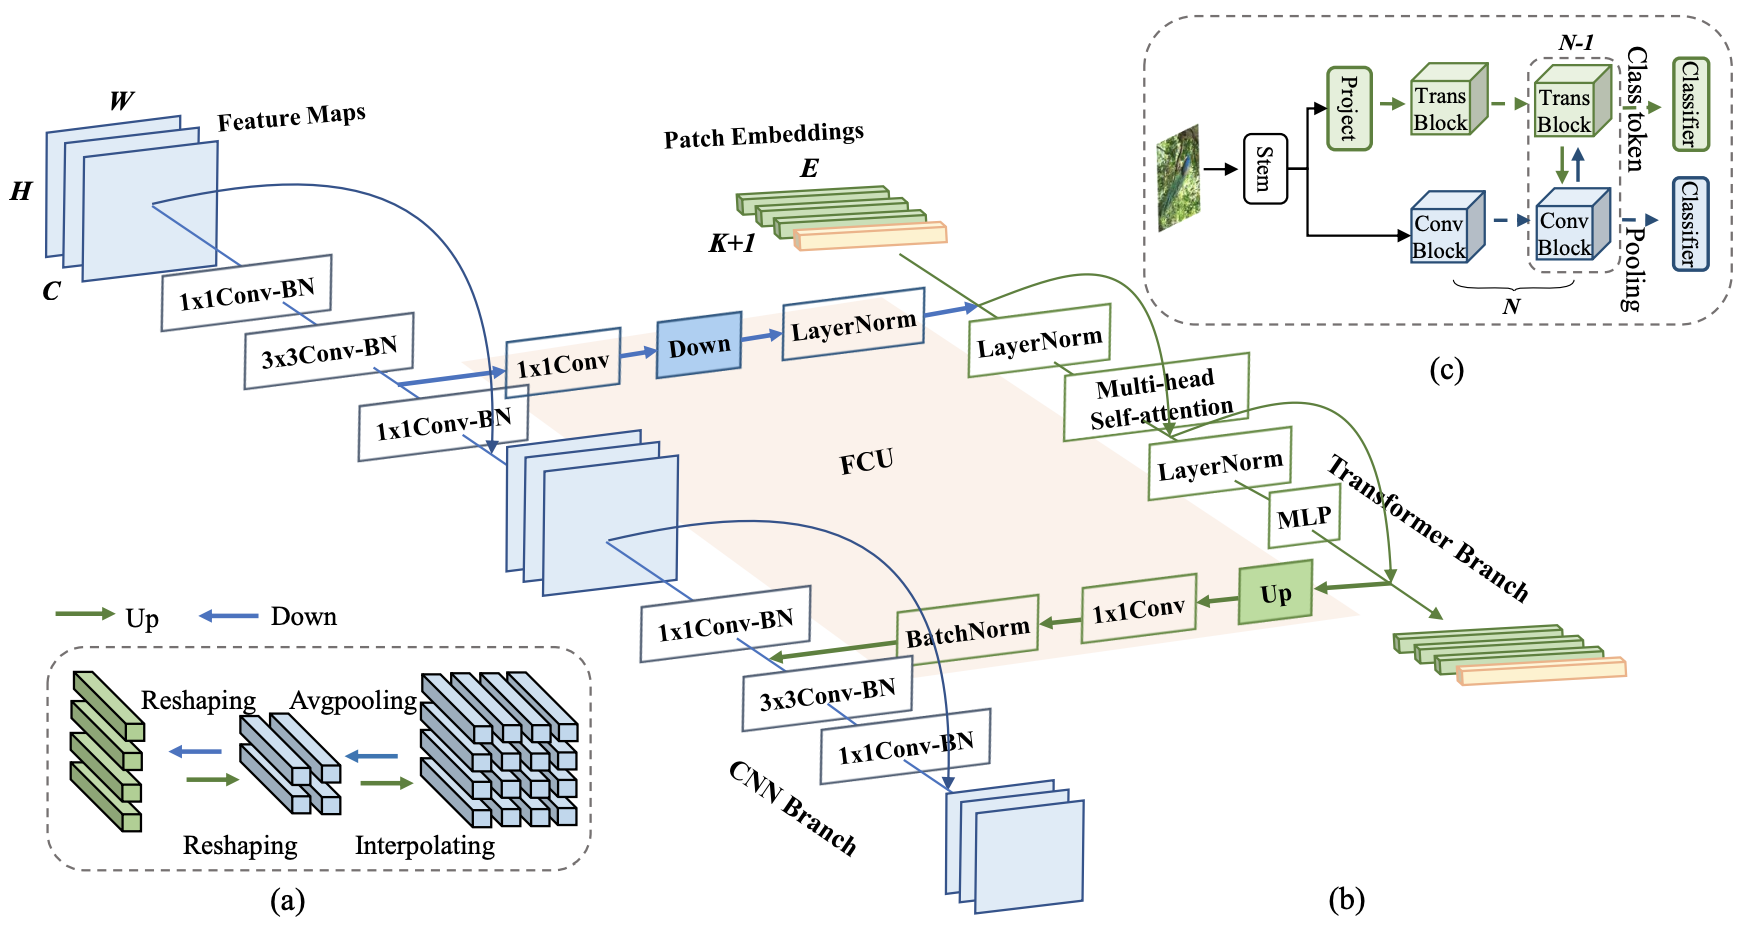 W
Feature Maps
H
C
1x1Conv-BN
3x3Conv-BN
1x1Conv-BN
1x1Conv
Down
LayerNorm
Patch Embeddings
E
K+1
LayerNorm
Multi-head
Self-attention
LayerNorm
MLP
Transformer Branch
FCU
Up
1x1Conv
BatchNorm
1x1Conv-BN
3x3Conv-BN
1x1Conv-BN
CNN Branch
(b)
Up
Down
Reshaping
Avgpooling
Reshaping
Interpolating
(a)
Stem
Project
Trans
Block
N-1
Trans
Block
Class token
Classifier
Conv
Block
Conv
Block
Pooling
Classifier
N
(c)